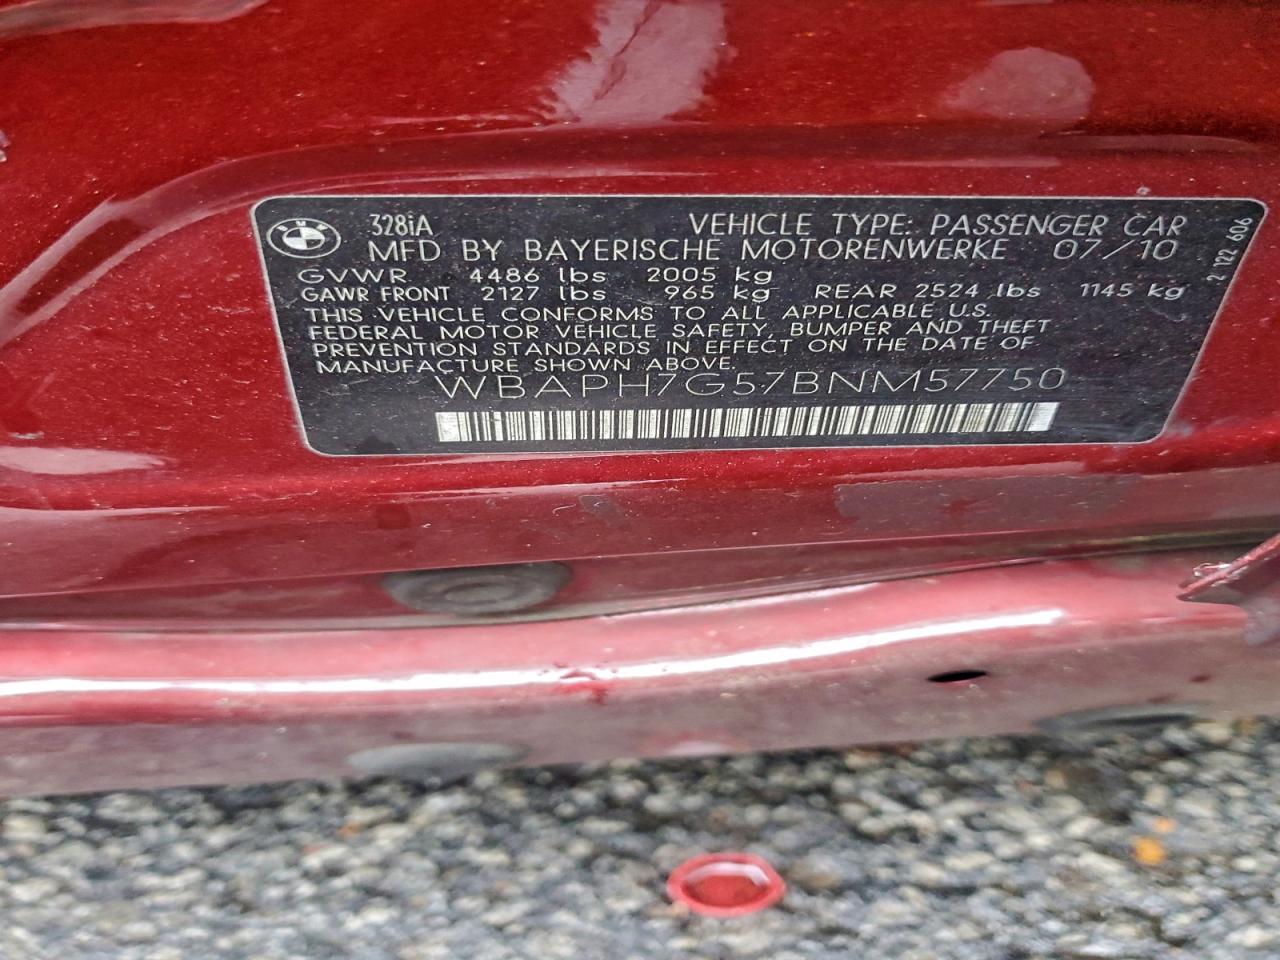 328iA VEHICLE TYPE: PASSENGER CAR
MFD BY BAYERISCHE MOTORENWERKE 07/10
GVWR 4486 lbs 2005 kg
GAWR FRONT 2127 lbs 965 kg REAR 2524 lbs 1145 kg
THIS VEHICLE CONFORMS TO ALL APPLICABLE U.S.
FEDERAL MOTOR VEHICLE SAFETY, BUMPER AND THEFT
PREVENTION STANDARDS IN EFFECT ON THE DATE OF
MANUFACTURE SHOWN ABOVE.
WBAPH7G57BNM57750
2 122 606